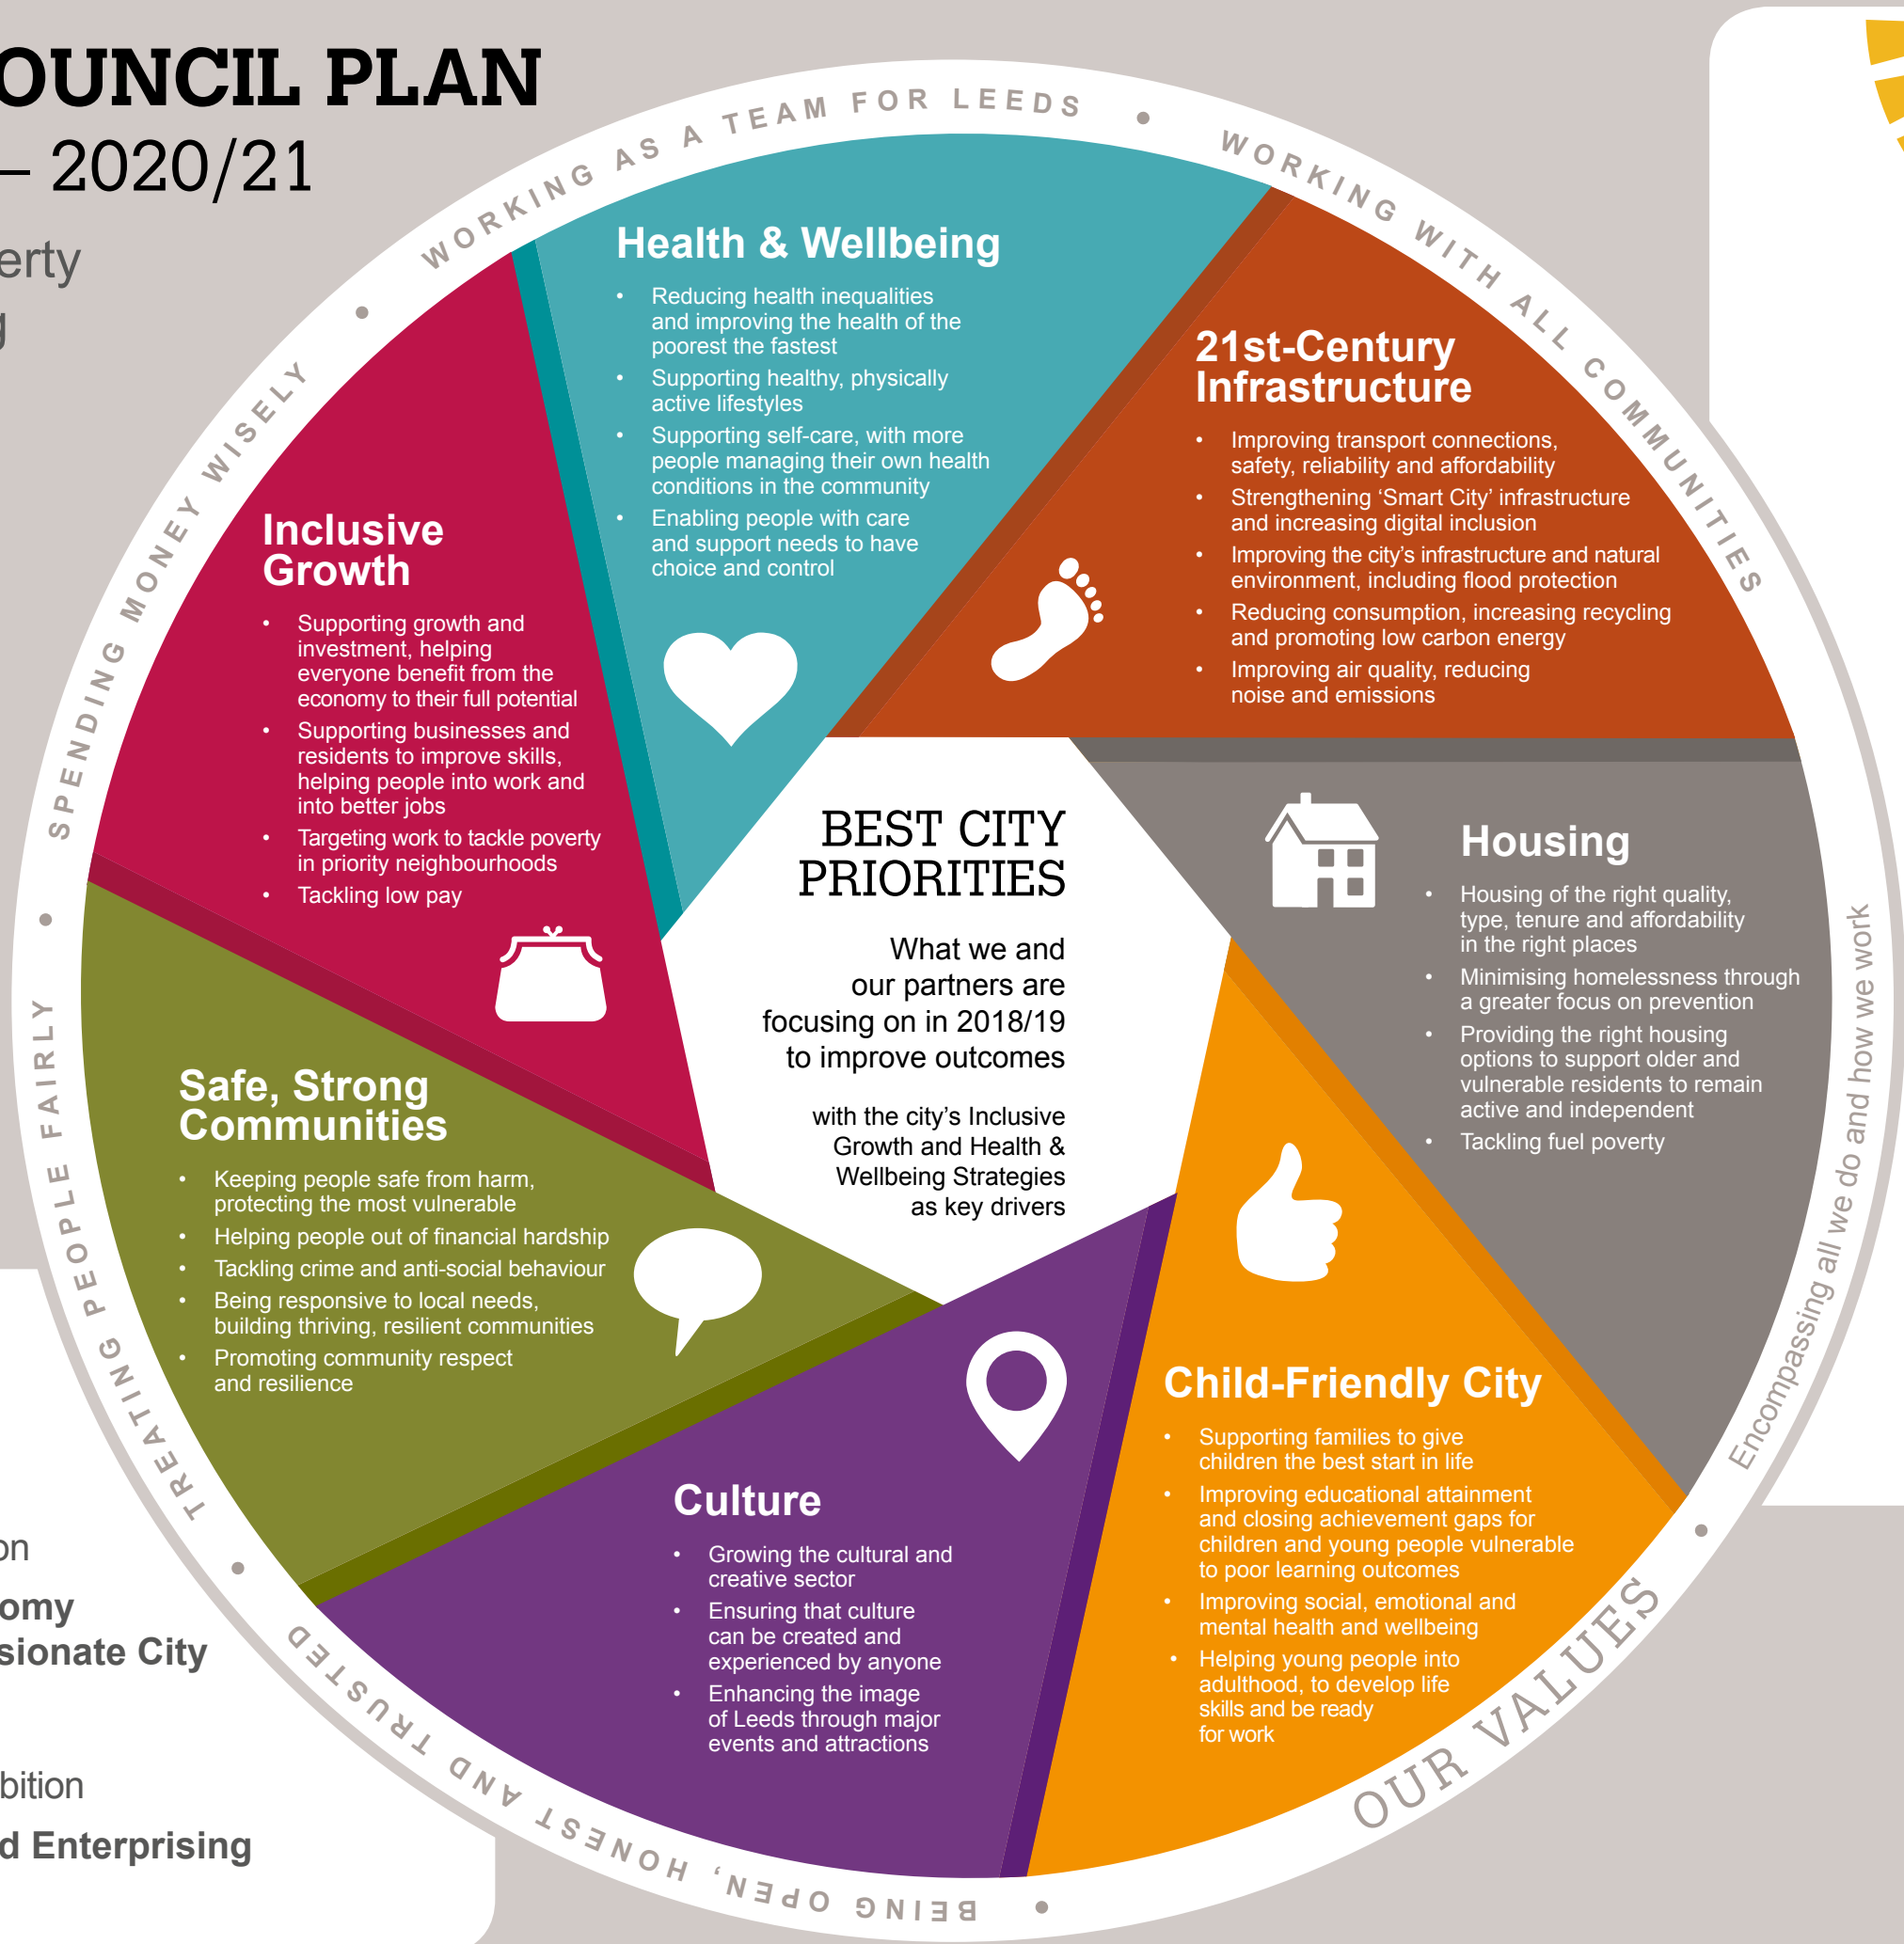 OUNCIL PLAN
– 2020/21
erty
g
WORKING AS A TEAM FOR LEEDS • WORKING WITH ALL COMMUNITIES
Encompassing all we do and how we work
OUR VALUES
BEING OPEN, HONEST AND TRUSTED
TREATING PEOPLE FAIRLY
SPENDING MONEY WISELY
Health & Wellbeing
• Reducing health inequalities
and improving the health of the
poorest the fastest
• Supporting healthy, physically
active lifestyles
• Supporting self-care, with more
people managing their own health
conditions in the community
• Enabling people with care
and support needs to have
choice and control
21st-Century
Infrastructure
• Improving transport connections,
safety, reliability and affordability
• Strengthening ‘Smart City’ infrastructure
and increasing digital inclusion
• Improving the city’s infrastructure and natural
environment, including flood protection
• Reducing consumption, increasing recycling
and promoting low carbon energy
• Improving air quality, reducing
noise and emissions
Inclusive
Growth
• Supporting growth and
investment, helping
everyone benefit from the
economy to their full potential
• Supporting businesses and
residents to improve skills,
helping people into work and
into better jobs
• Targeting work to tackle poverty
in priority neighbourhoods
• Tackling low pay
BEST CITY
PRIORITIES
What we and
our partners are
focusing on in 2018/19
to improve outcomes
with the city’s Inclusive
Growth and Health &
Wellbeing Strategies
as key drivers
Housing
• Housing of the right quality,
type, tenure and affordability
in the right places
• Minimising homelessness through
a greater focus on prevention
• Providing the right housing
options to support older and
vulnerable residents to remain
active and independent
• Tackling fuel poverty
Safe, Strong
Communities
• Keeping people safe from harm,
protecting the most vulnerable
• Helping people out of financial hardship
• Tackling crime and anti-social behaviour
• Being responsive to local needs,
building thriving, resilient communities
• Promoting community respect
and resilience
Culture
• Growing the cultural and
creative sector
• Ensuring that culture
can be created and
experienced by anyone
• Enhancing the image
of Leeds through major
events and attractions
Child-Friendly City
• Supporting families to give
children the best start in life
• Improving educational attainment
and closing achievement gaps for
children and young people vulnerable
to poor learning outcomes
• Improving social, emotional and
mental health and wellbeing
• Helping young people into
adulthood, to develop life
skills and be ready
for work
on
omy
sionate City
bition
d Enterprising